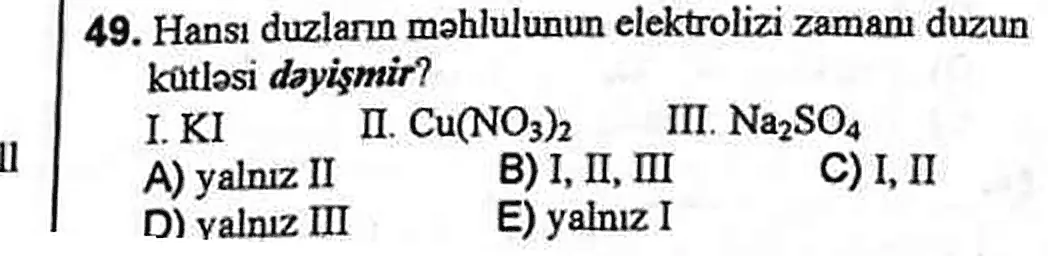 49. Hansı duzların məhlulunun elektrolizi zamanı duzun
kütləsi dəyişmir?
I. KI II. Cu(NO₃)₂ III. Na₂SO₄
A) yalnız II B) I, II, III C) I, II
D) yalnız III E) yalnız I